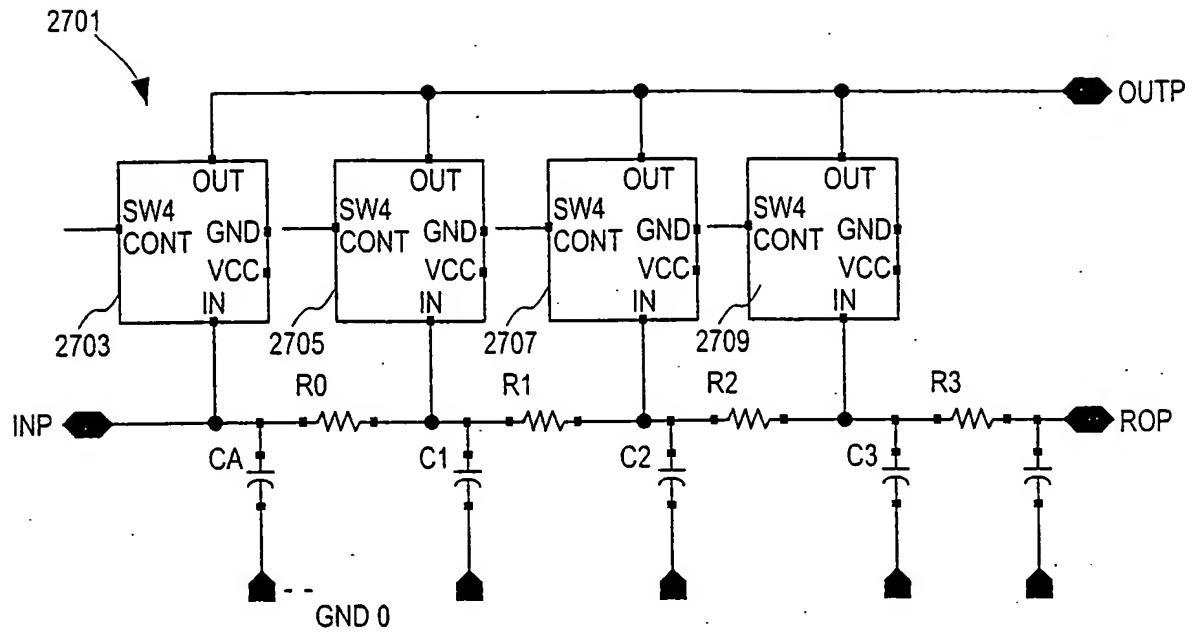 2701
OUTP
OUT OUT OUT OUT
SW4 SW4 SW4 SW4
CONT GND CONT GND CONT GND CONT GND
VCC VCC VCC VCC
IN IN IN IN
2703 2705 2707 2709
R0 R1 R2 R3
INP ROP
CA C1 C2 C3
GND 0